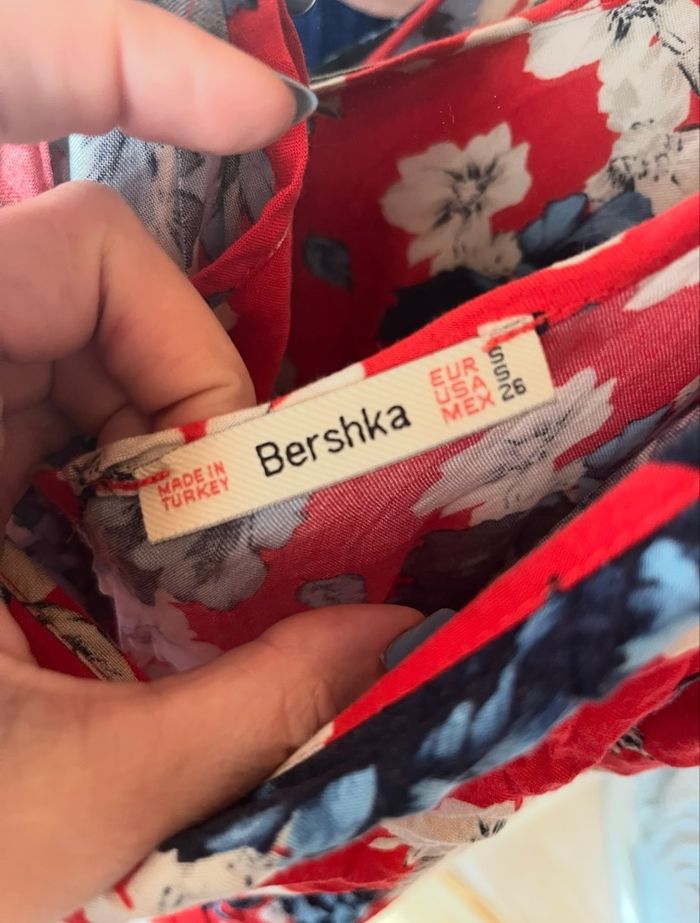 MADE IN
TURKEY
Bershka
EUR S
USA S
MEX 26